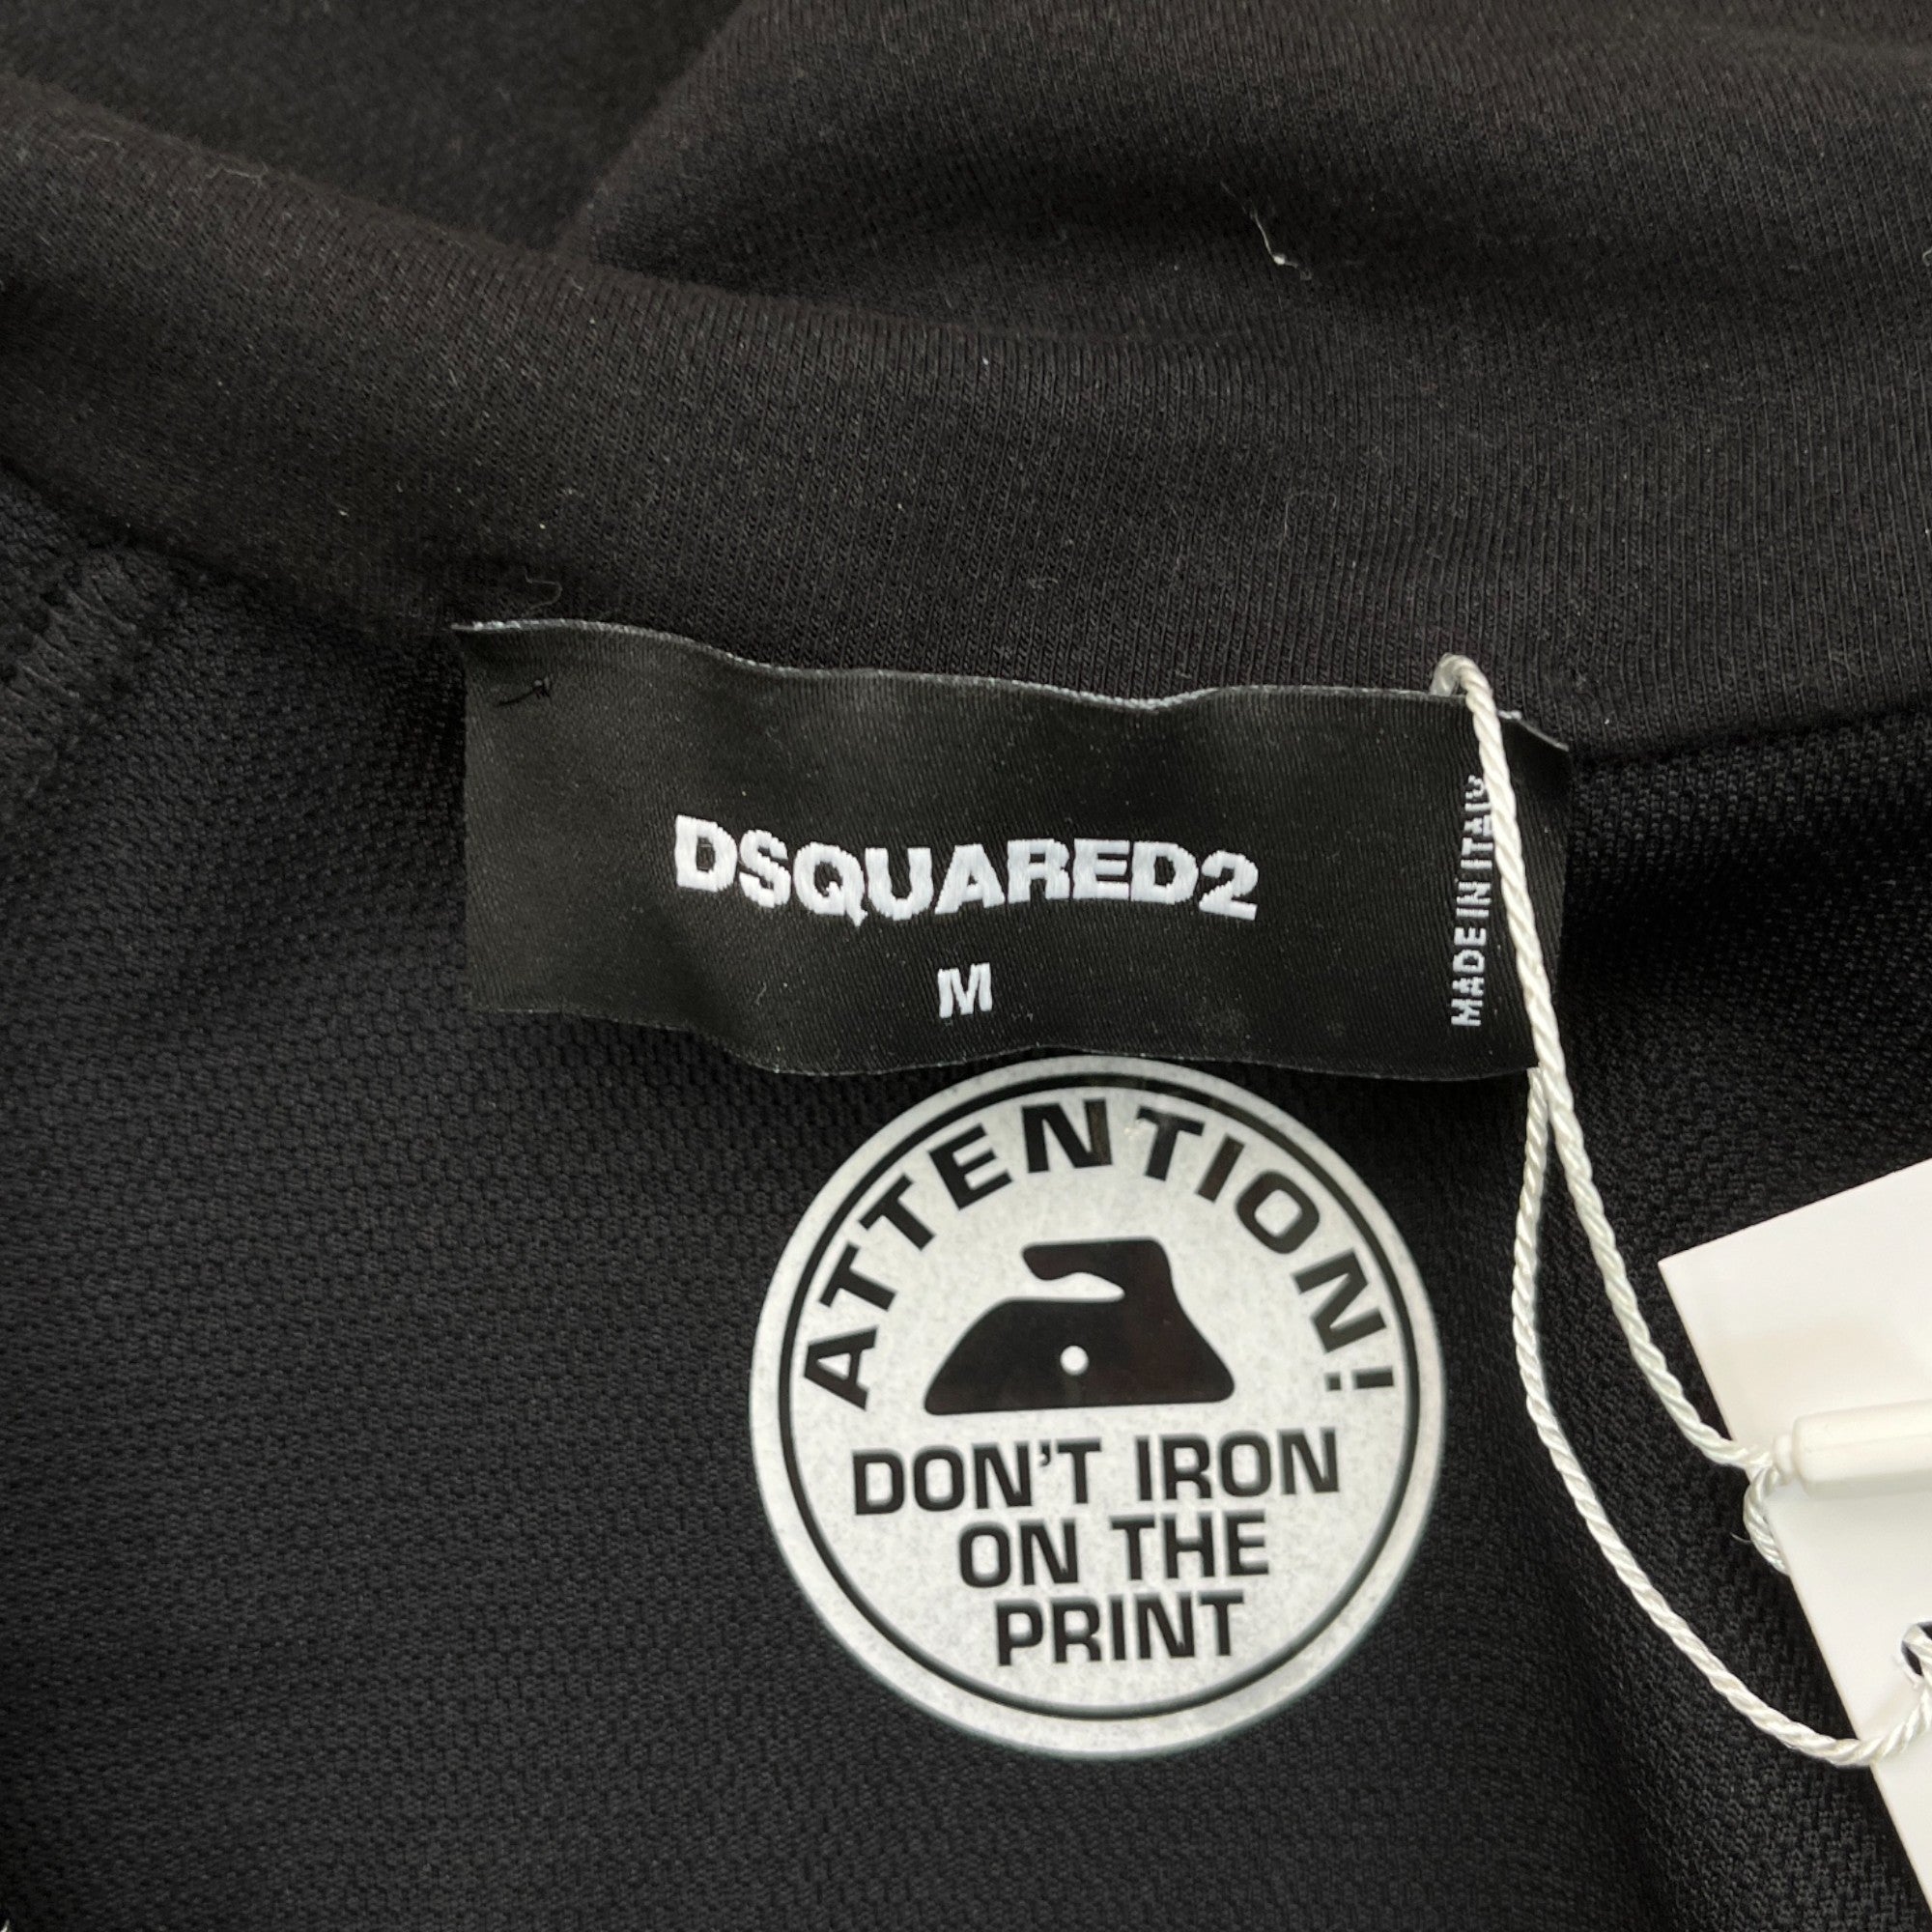 DSQUARED2
M
MADE IN ITALY
ATTENTION!
DON'T IRON
ON THE
PRINT